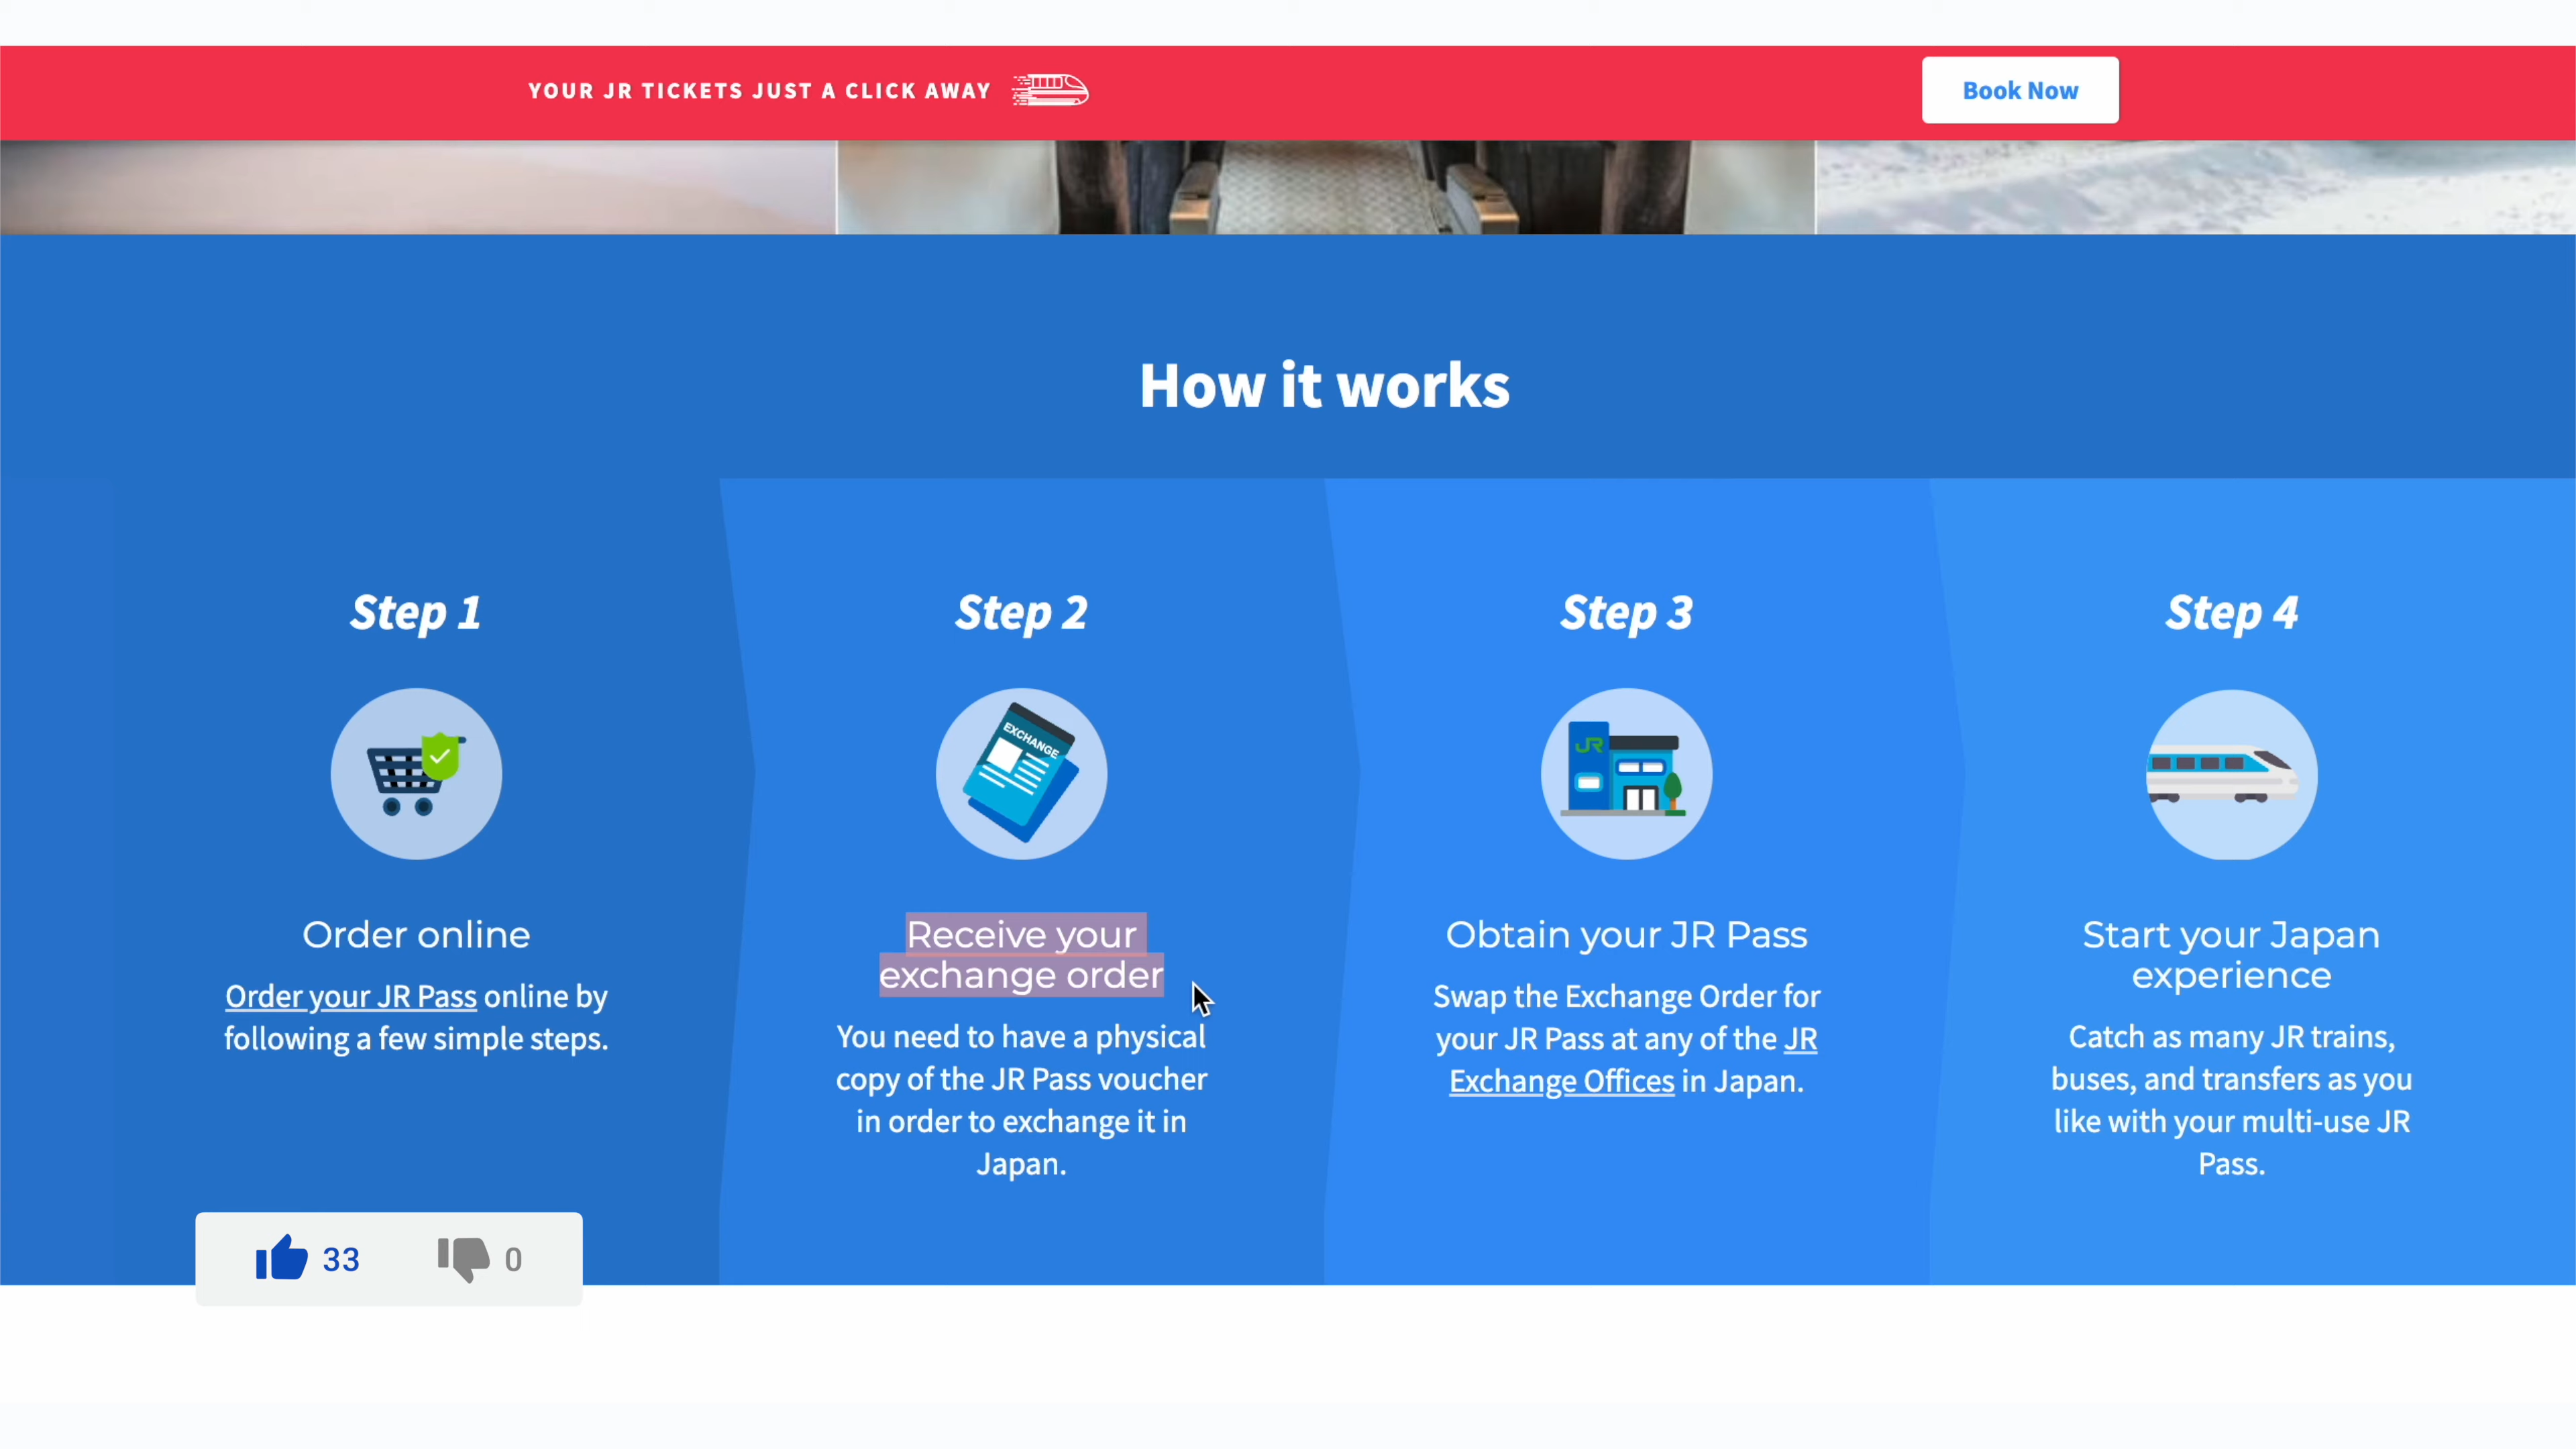 YOUR JR TICKETS JUST A CLICK AWAY
Book Now
How it works
Step 1
Order online
Order your JR Pass online by
following a few simple steps.
Step 2
EXCHANGE
Receive your
exchange order
You need to have a physical
copy of the JR Pass voucher
in order to exchange it in
Japan.
Step 3
JR
Obtain your JR Pass
Swap the Exchange Order for
your JR Pass at any of the JR
Exchange Offices in Japan.
Step 4
Start your Japan
experience
Catch as many JR trains,
buses, and transfers as you
like with your multi-use JR
Pass.
33
0